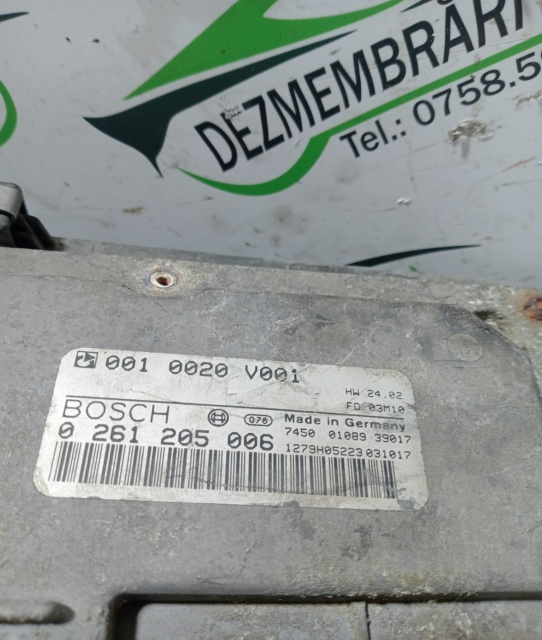 DEZMEMBRĂRI
Tel.: 0758.5
001 0020 V001
HW 24.02
FD 03M10
BOSCH
076
Made in Germany
0 261 205 006
7450 01089 39017
1279H05223 031017